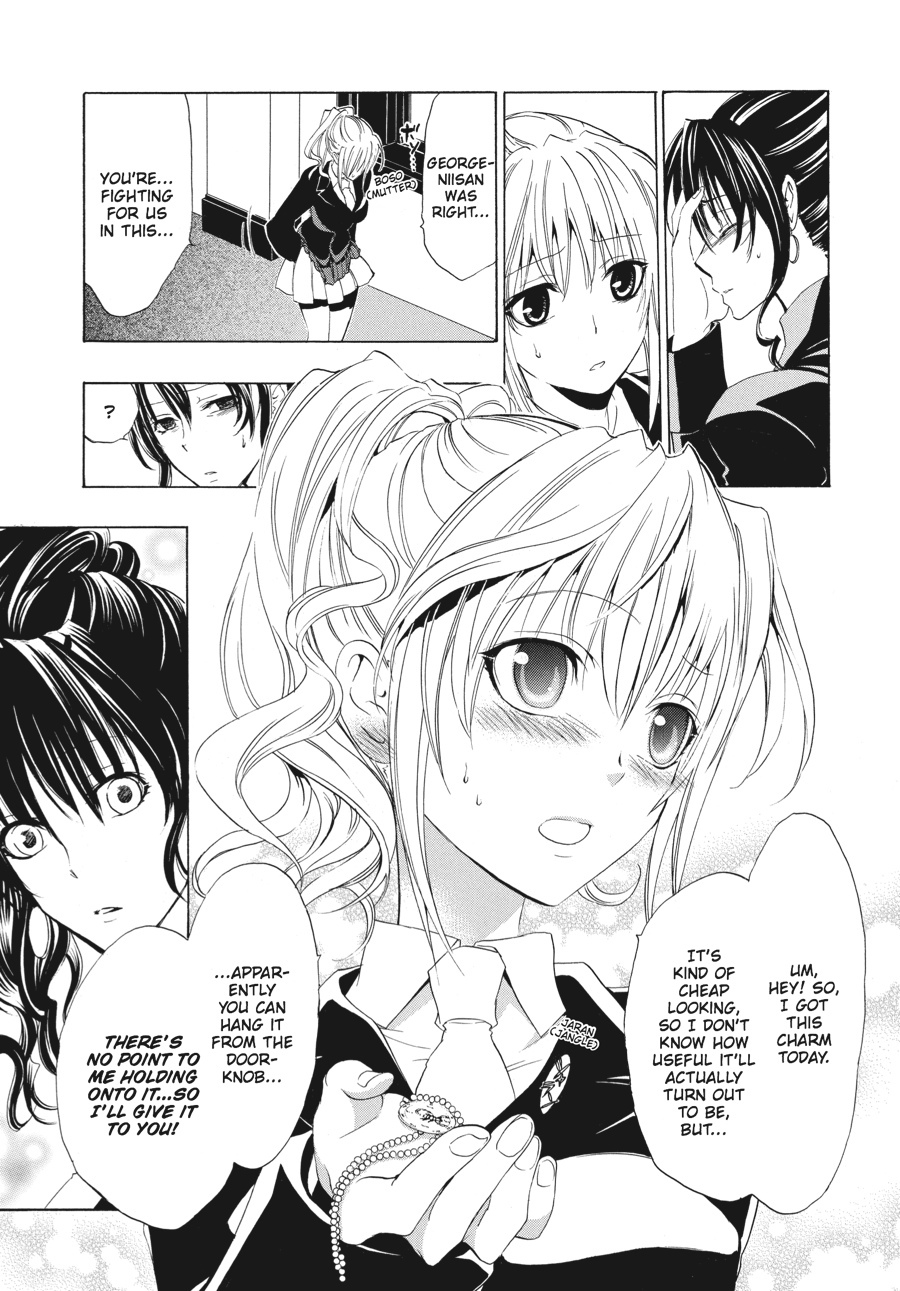 GEORGE-
NIISAN
WAS
RIGHT...
ボソ...
BOSO
(MUTTER)
YOU'RE...
FIGHTING
FOR US
IN THIS...
?
UM,
HEY! SO,
I GOT
THIS
CHARM
TODAY.
IT'S
KIND OF
CHEAP
LOOKING,
SO I DON'T
KNOW HOW
USEFUL IT'LL
ACTUALLY
TURN OUT
TO BE,
BUT...
JARAN
(JANGLE)
...APPAR-
ENTLY
YOU CAN
HANG IT
FROM THE
DOOR-
KNOB...
THERE'S
NO POINT TO
ME HOLDING
ONTO IT...SO
I'LL GIVE IT
TO YOU!